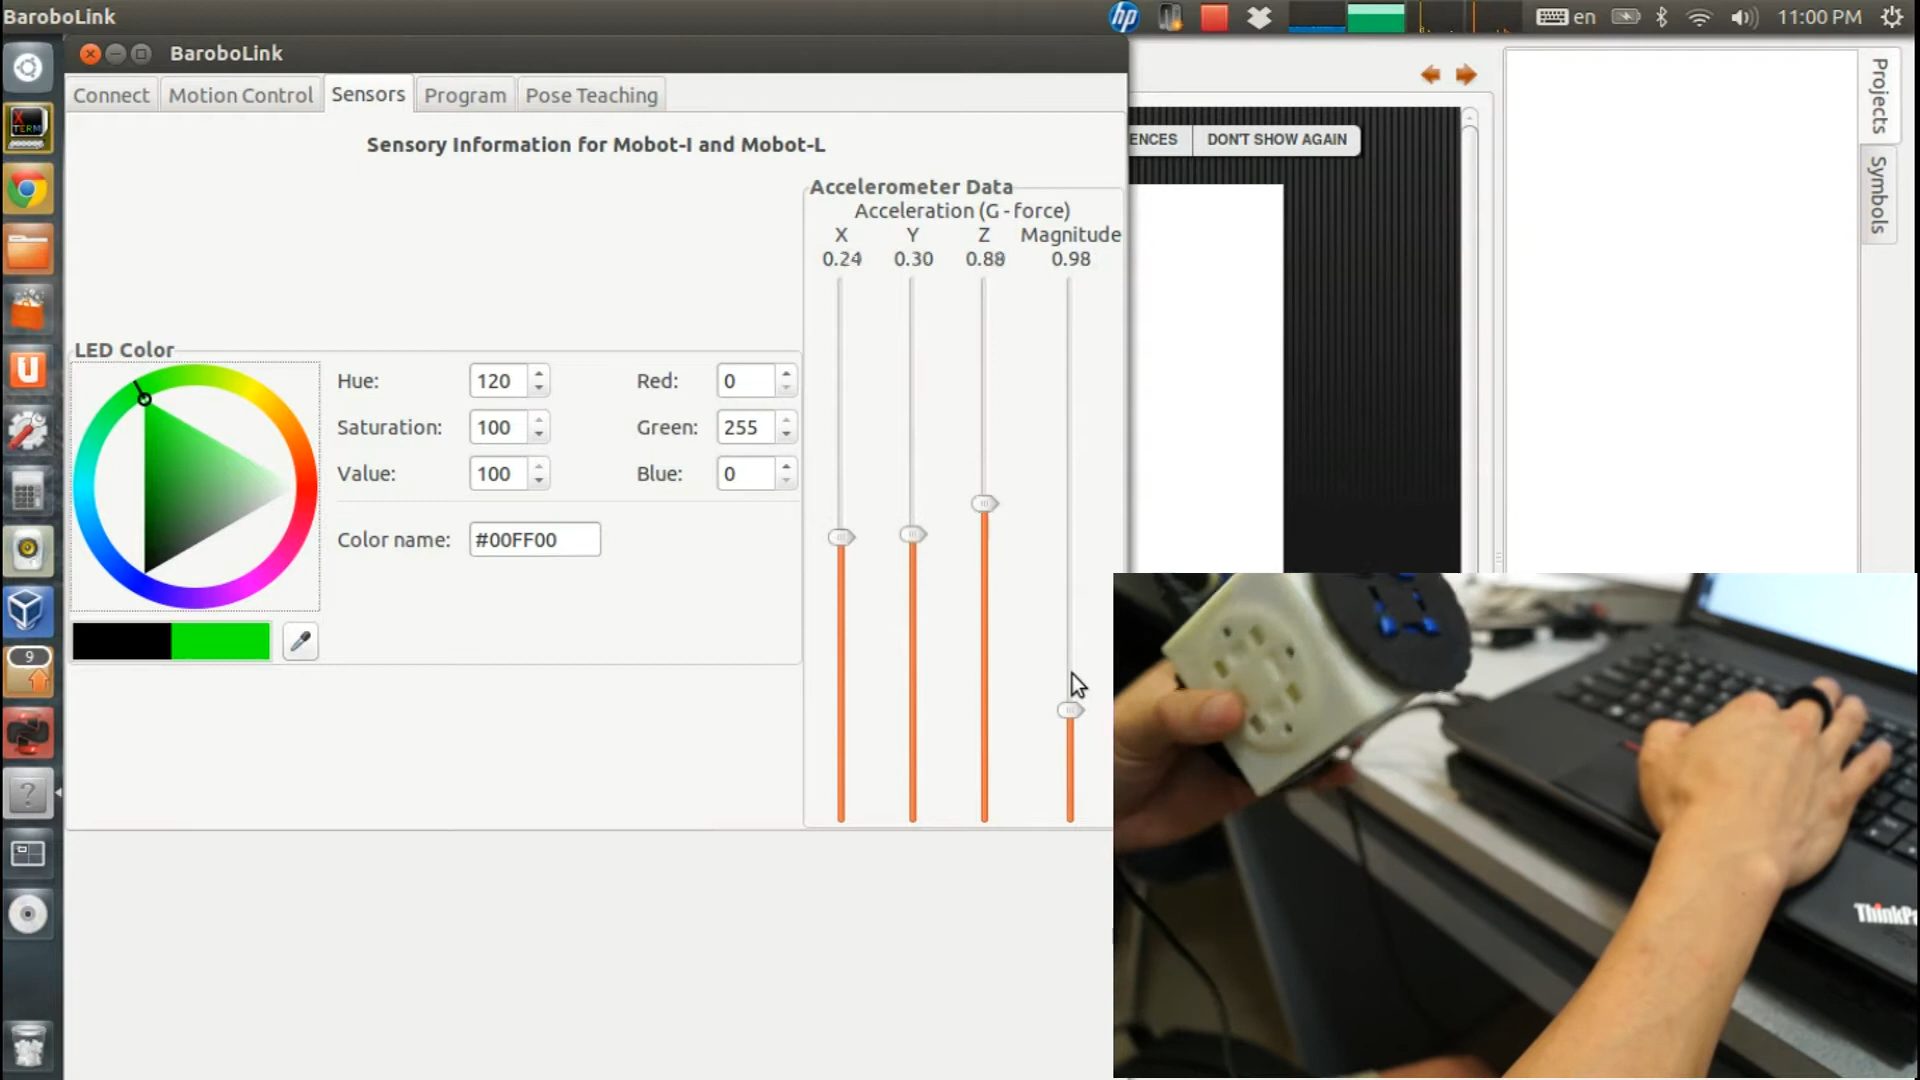 BaroboLink
en 11:00 PM
BaroboLink
Connect Motion Control Sensors Program Pose Teaching
Sensory Information for Mobot-I and Mobot-L
Accelerometer Data
Acceleration (G - force)
X Y Z Magnitude
0.24 0.30 0.88 0.98
LED Color
Hue: 120 Red: 0
Saturation: 100 Green: 255
Value: 100 Blue: 0
Color name: #00FF00
ENCES DON'T SHOW AGAIN
Projects
Symbols
hp
X
TERM
U
9
?
ThinkPa